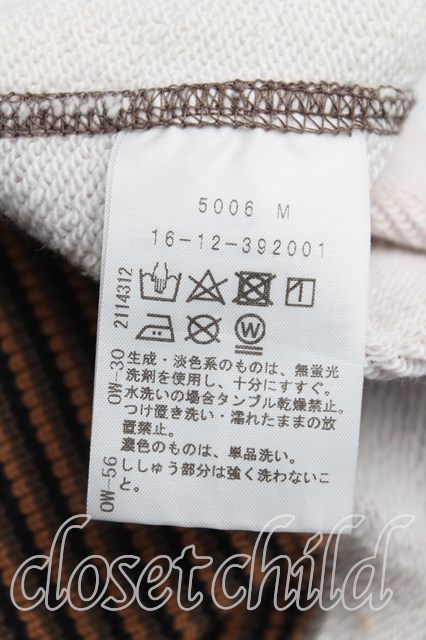 5006 M
16-12-392001
2114312
OW-30
生成・淡色系のものは、無蛍光
洗剤を使用し、十分にすすぐ。
水洗いの場合タンブル乾燥禁止。
つけ置き洗い・濡れたままの放
置禁止。
OW-56
濃色のものは、単品洗い。
ししゅう部分は強く洗わないこ
と。
closet child